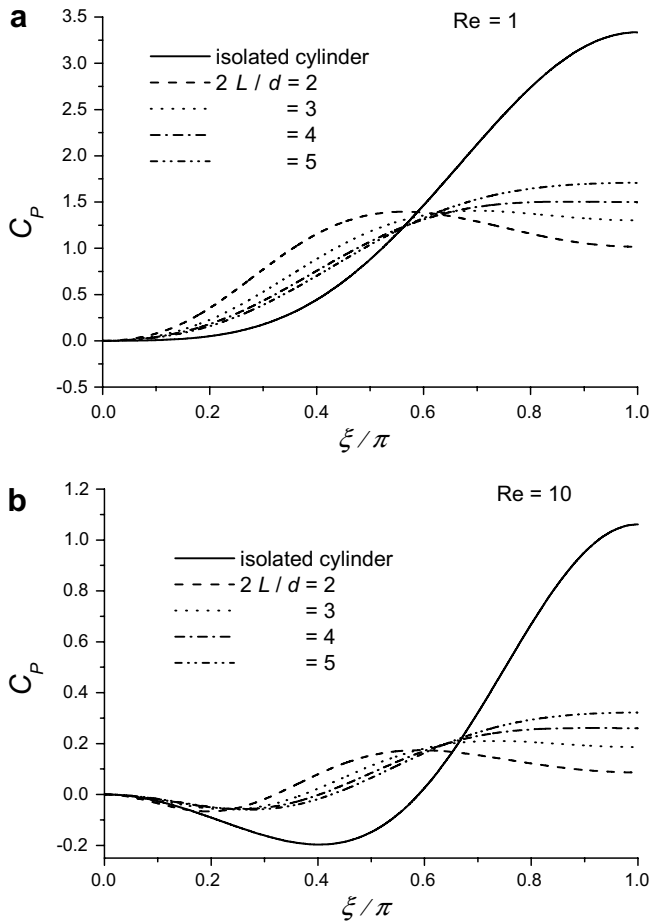 a
Re = 1
3.5
3.0
2.5
2.0
1.5
1.0
0.5
0.0
-0.5
C_P
isolated cylinder
2 L / d = 2
= 3
= 4
= 5
0.0 0.2 0.4 0.6 0.8 1.0
ξ/π
b
Re = 10
1.2
1.0
0.8
0.6
0.4
0.2
0.0
-0.2
C_P
isolated cylinder
2 L / d = 2
= 3
= 4
= 5
0.0 0.2 0.4 0.6 0.8 1.0
ξ/π